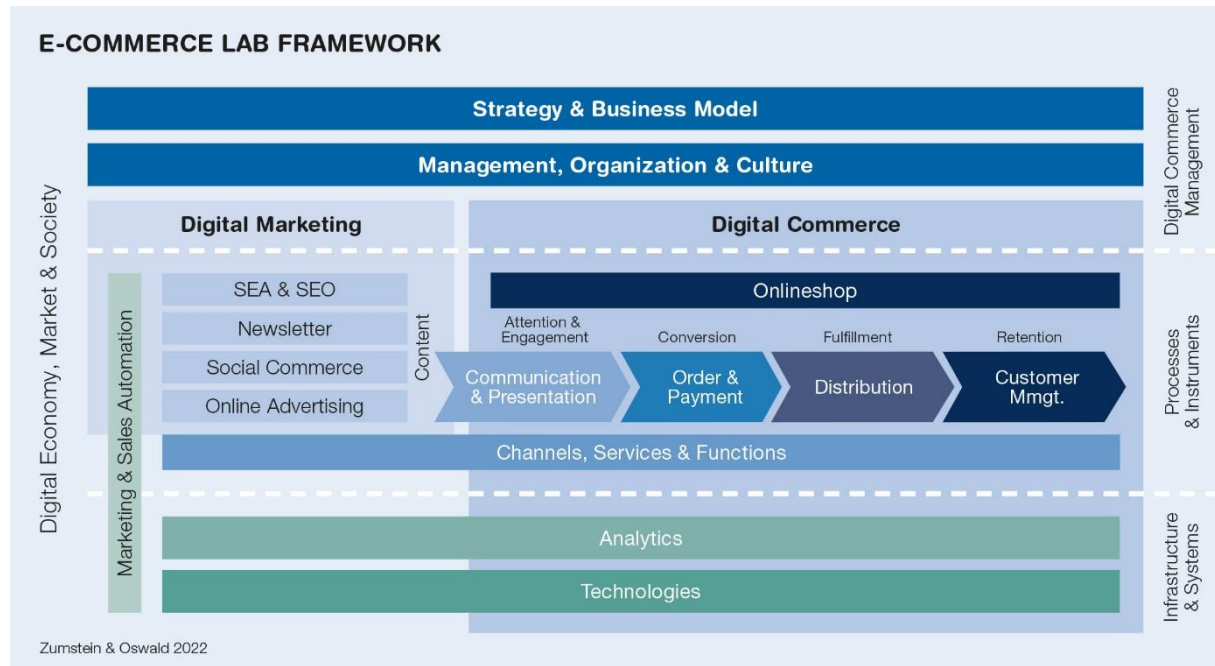 E-COMMERCE LAB FRAMEWORK
Strategy & Business Model
Management, Organization & Culture
Digital Commerce
Management
Digital Economy, Market & Society
Digital Marketing
Digital Commerce
Marketing & Sales Automation
SEA & SEO
Newsletter
Social Commerce
Online Advertising
Content
Onlineshop
Attention &
Engagement
Conversion
Fulfillment
Retention
Communication
& Presentation
Order &
Payment
Distribution
Customer
Mmgt.
Channels, Services & Functions
Processes
& Instruments
Analytics
Technologies
Infrastructure
& Systems
Zumstein & Oswald 2022